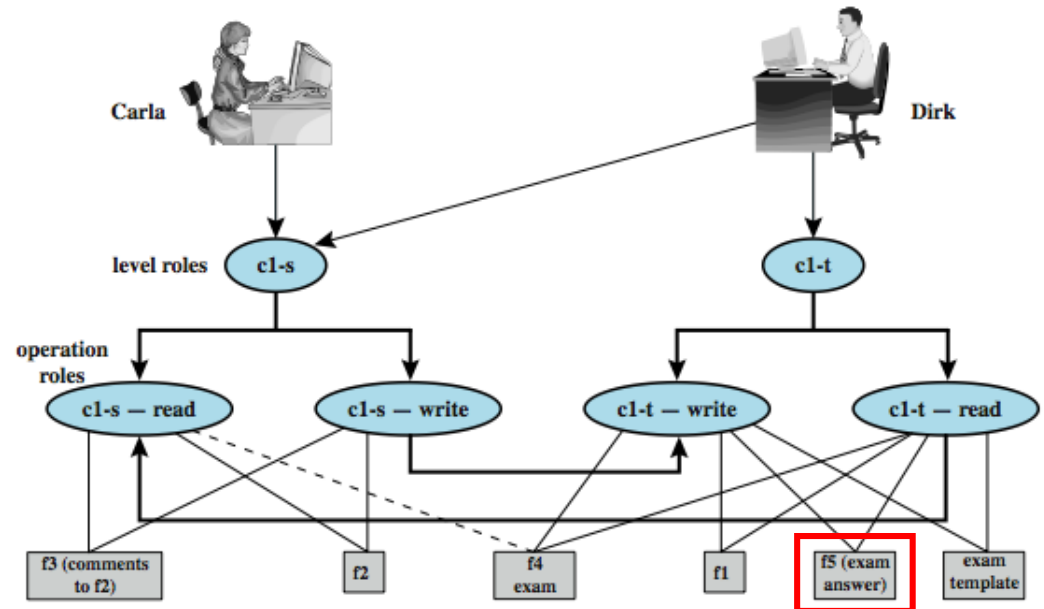 Carla
Dirk
level roles
c1-s
c1-t
operation
roles
c1-s — read
c1-s — write
c1-t — write
c1-t — read
f3 (comments
to f2)
f2
f4
exam
f1
f5 (exam
answer)
exam
template